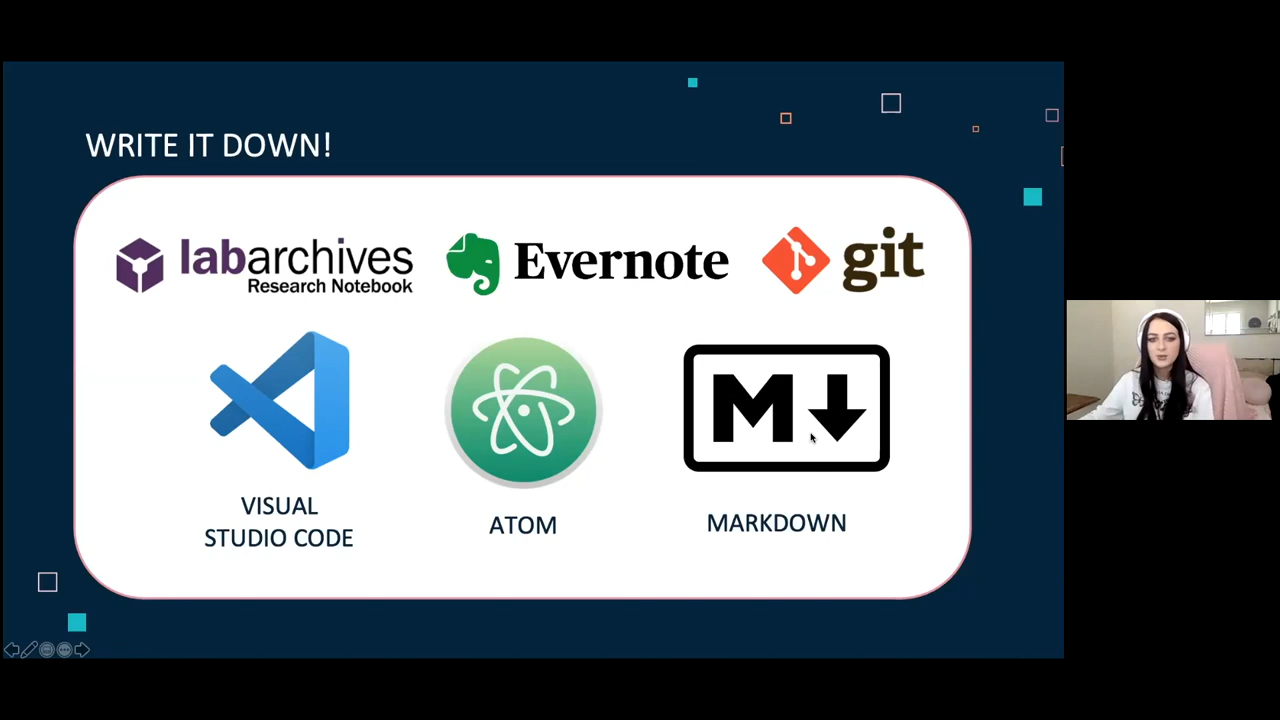 WRITE IT DOWN!
labarchives
Research Notebook
Evernote
git
M
VISUAL
STUDIO CODE
ATOM
MARKDOWN